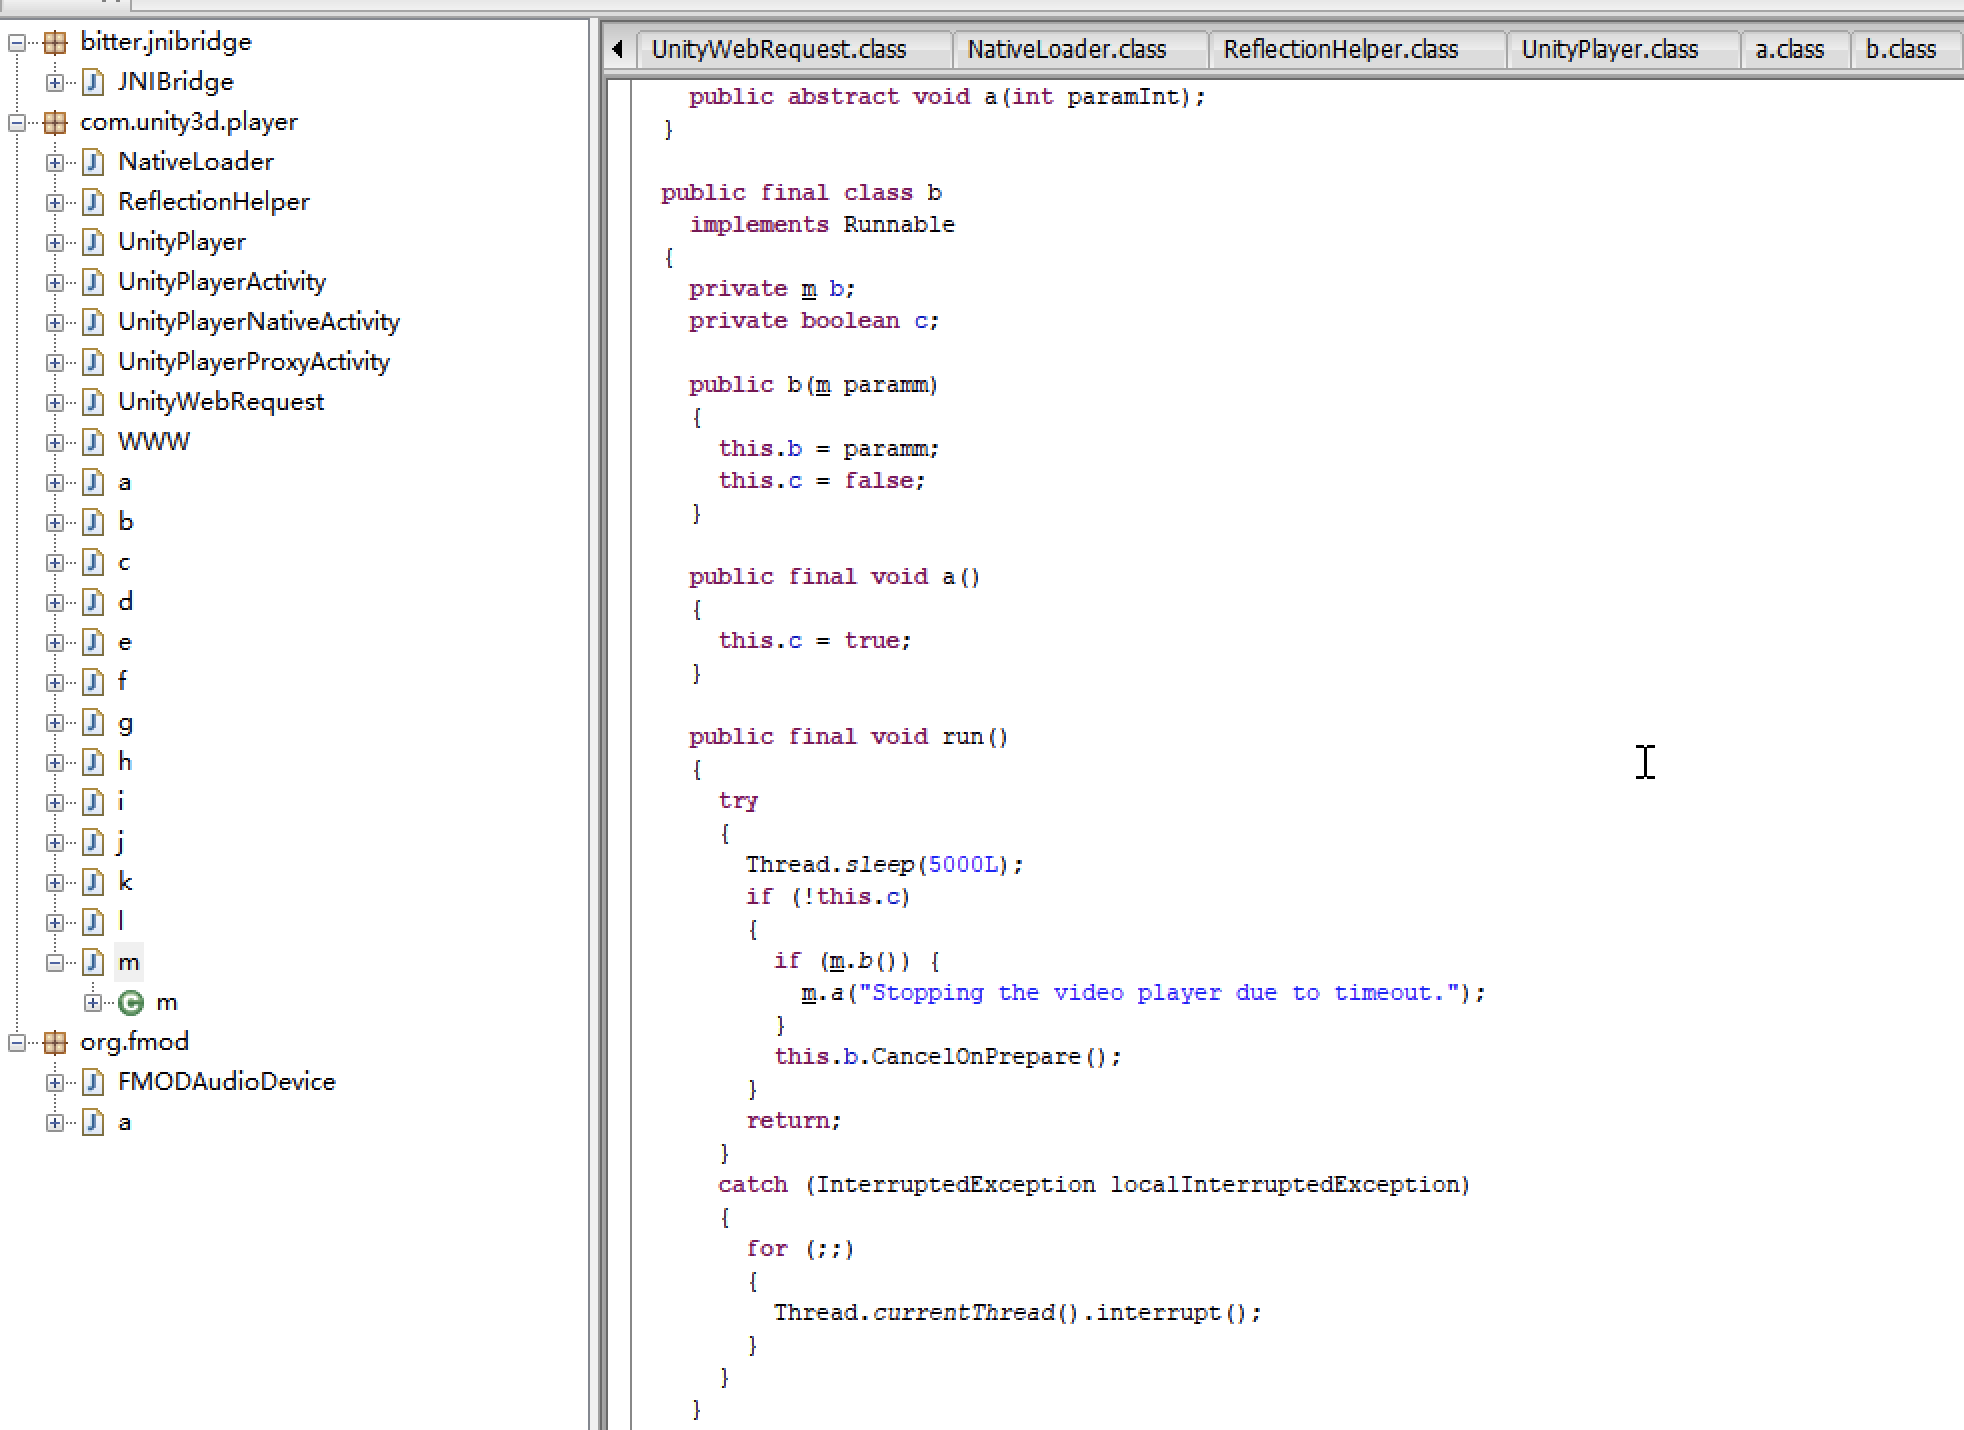 bitter.jnibridge
JNIBridge
com.unity3d.player
NativeLoader
ReflectionHelper
UnityPlayer
UnityPlayerActivity
UnityPlayerNativeActivity
UnityPlayerProxyActivity
UnityWebRequest
WWW
a
b
c
d
e
f
g
h
i
j
k
l
m
m
org.fmod
FMODAudioDevice
a
UnityWebRequest.class NativeLoader.class ReflectionHelper.class UnityPlayer.class a.class b.class
public abstract void a(int paramInt);
}
public final class b
implements Runnable
{
private m b;
private boolean c;
public b(m paramm)
{
this.b = paramm;
this.c = false;
}
public final void a()
{
this.c = true;
}
public final void run()
{
try
{
Thread.sleep(5000L);
if (!this.c)
{
if (m.b()) {
m.a("Stopping the video player due to timeout.");
}
this.b.CancelOnPrepare();
}
return;
}
catch (InterruptedException localInterruptedException)
{
for (;;)
{
Thread.currentThread().interrupt();
}
}
}